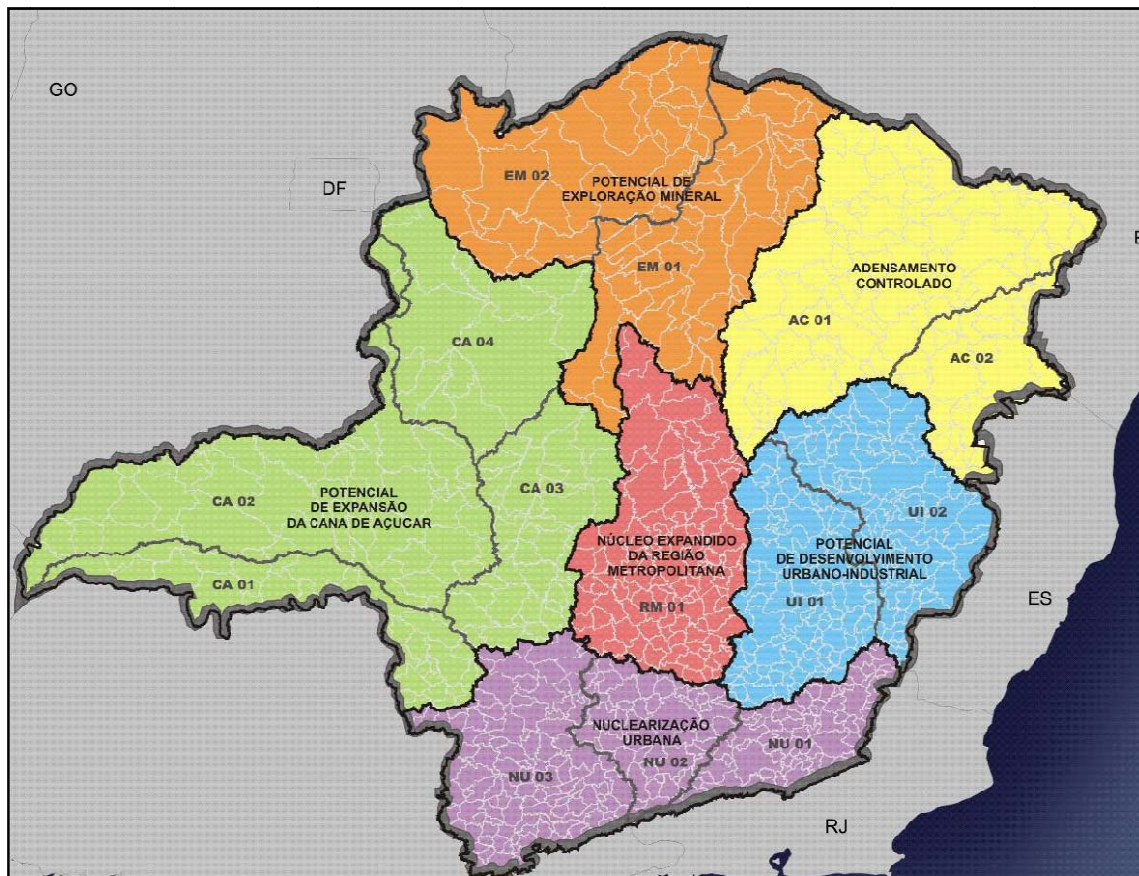 GO
DF
EM 02
POTENCIAL DE
EXPLORAÇÃO MINERAL
EM 01
ADENSAMENTO
CONTROLADO
AC 01
AC 02
CA 04
CA 02
POTENCIAL
DE EXPANSÃO
DA CANA DE AÇUCAR
CA 03
CA 01
NÚCLEO EXPANDIDO
DA REGIÃO
METROPOLITANA
RM 01
UI 02
POTENCIAL
DE DESENVOLVIMENTO
URBANO-INDÚSTRIAL
UI 01
ES
NUCLEARIZAÇÃO
URBANA
NU 01
NU 02
NU 03
RJ